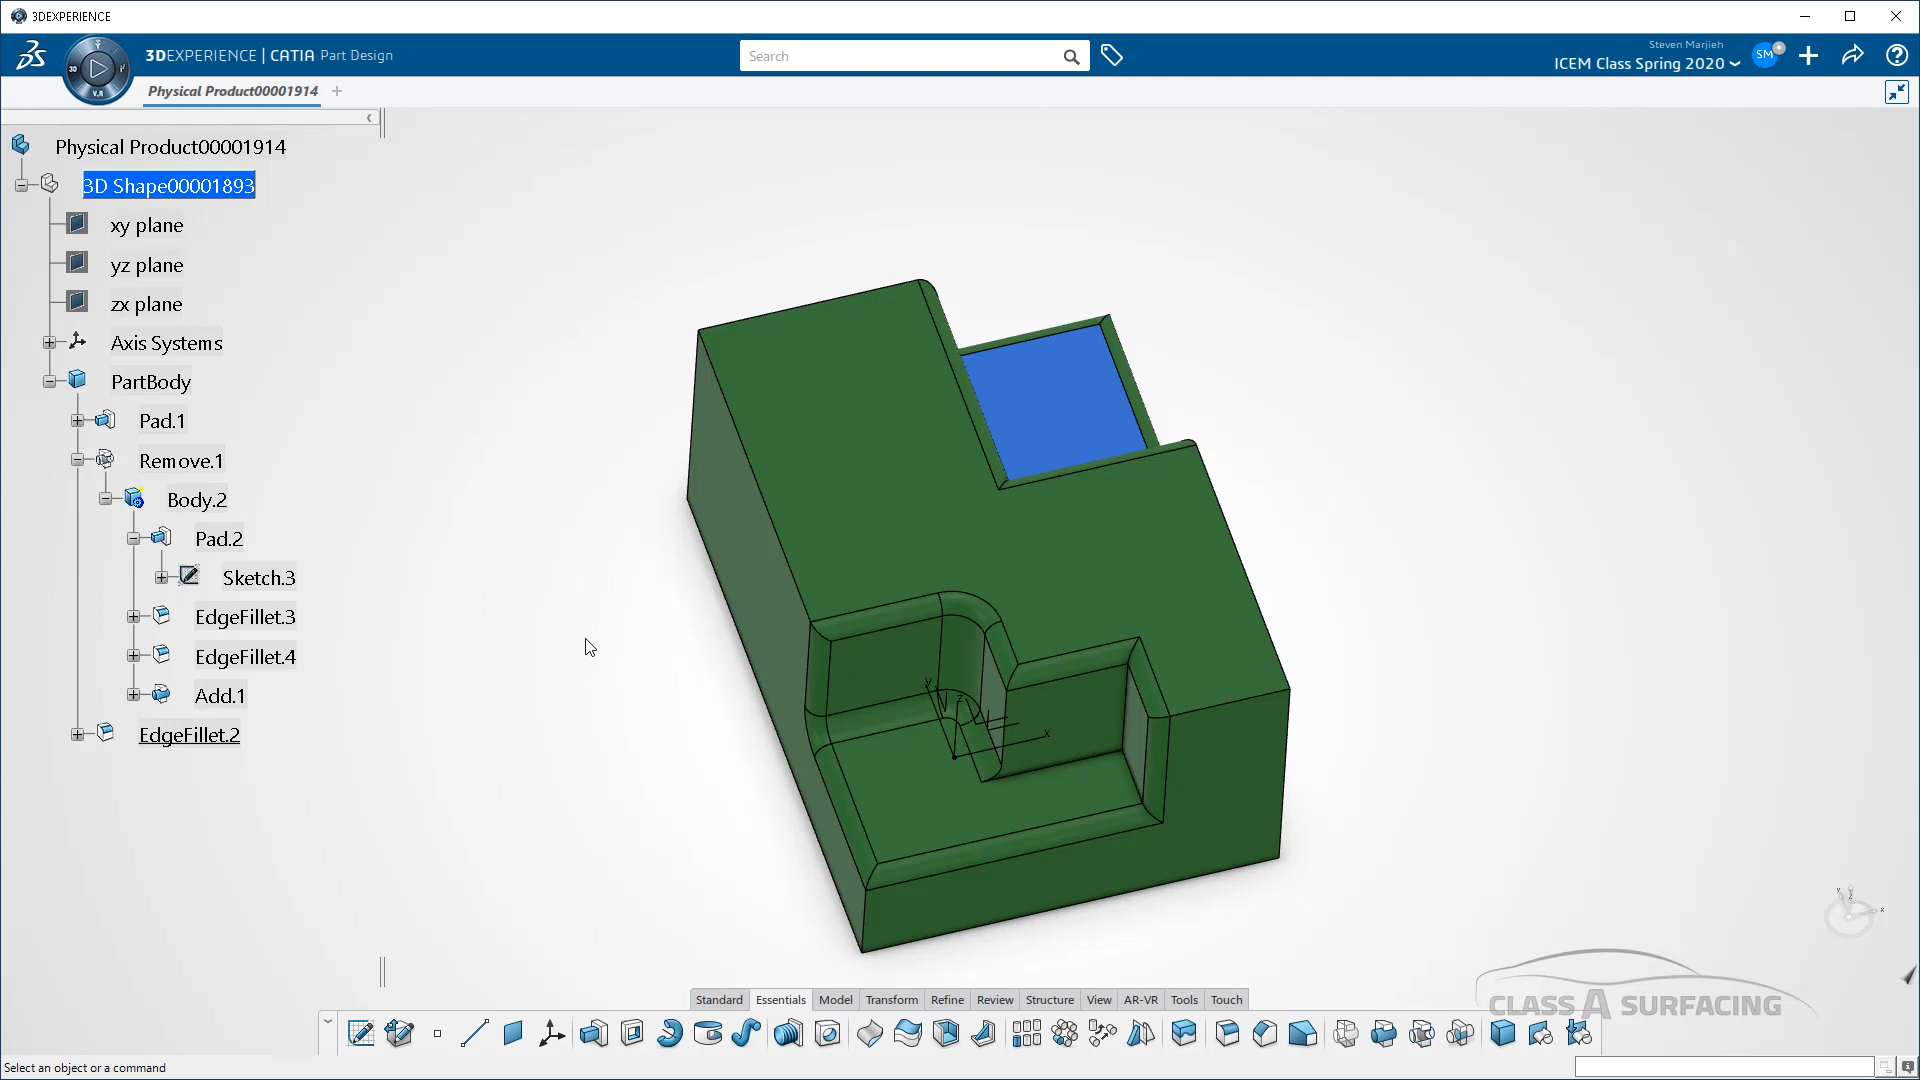 3DEXPERIENCE
3DEXPERIENCE | CATIA Part Design
Search
Steven Marjieh
ICEM Class Spring 2020
SM
3D
V.R
Physical Product00001914
Physical Product00001914
3D Shape00001893
xy plane
yz plane
zx plane
Axis Systems
PartBody
Pad.1
Remove.1
Body.2
Pad.2
Sketch.3
EdgeFillet.3
EdgeFillet.4
Add.1
EdgeFillet.2
y
z
x
y
z
x
CLASS A SURFACING
Standard
Essentials
Model
Transform
Refine
Review
Structure
View
AR-VR
Tools
Touch
Select an object or a command